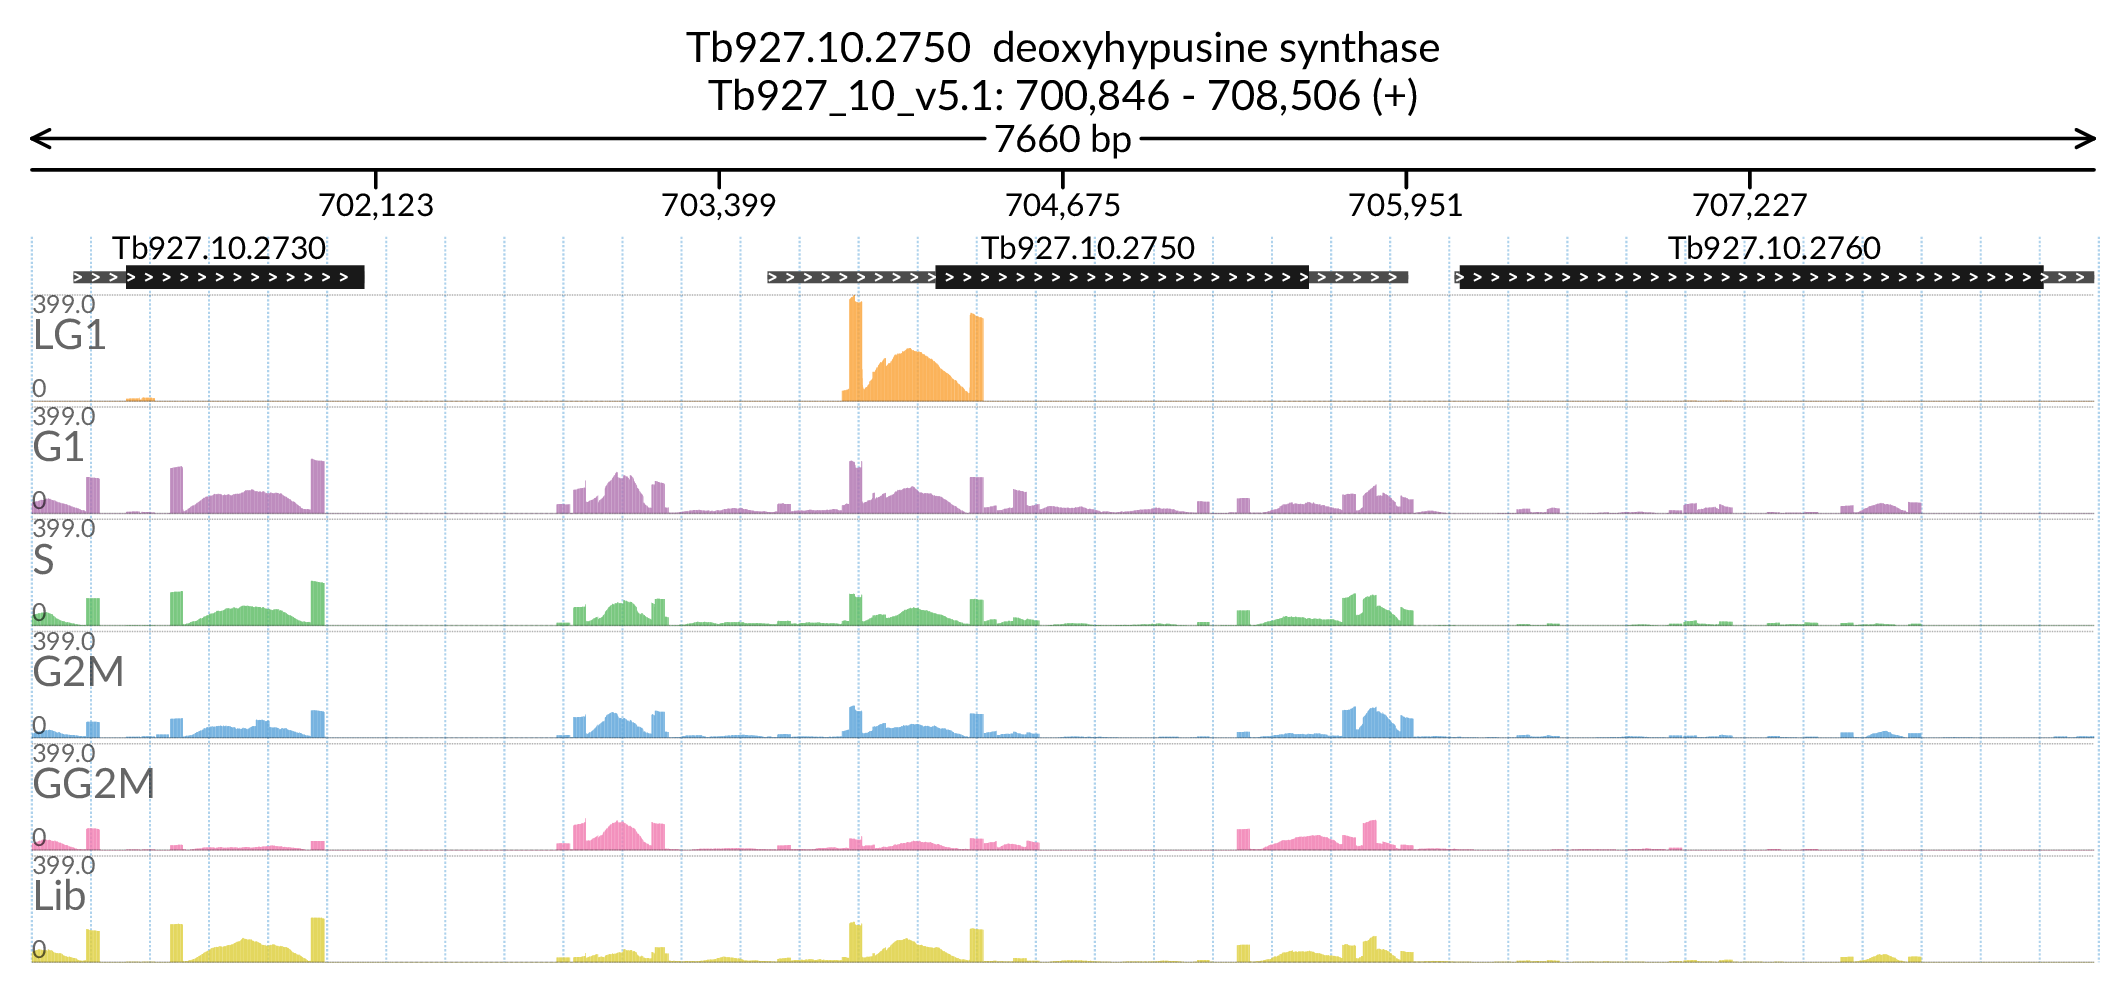 Tb927.10.2750 deoxyhypusine synthase
Tb927_10_v5.1: 700,846 - 708,506 (+)
7660 bp
702,123 703,399 704,675 705,951 707,227
Tb927.10.2730 Tb927.10.2750 Tb927.10.2760
399.0
LG1
0
399.0
G1
0
399.0
S
0
399.0
G2M
0
399.0
GG2M
0
399.0
Lib
0